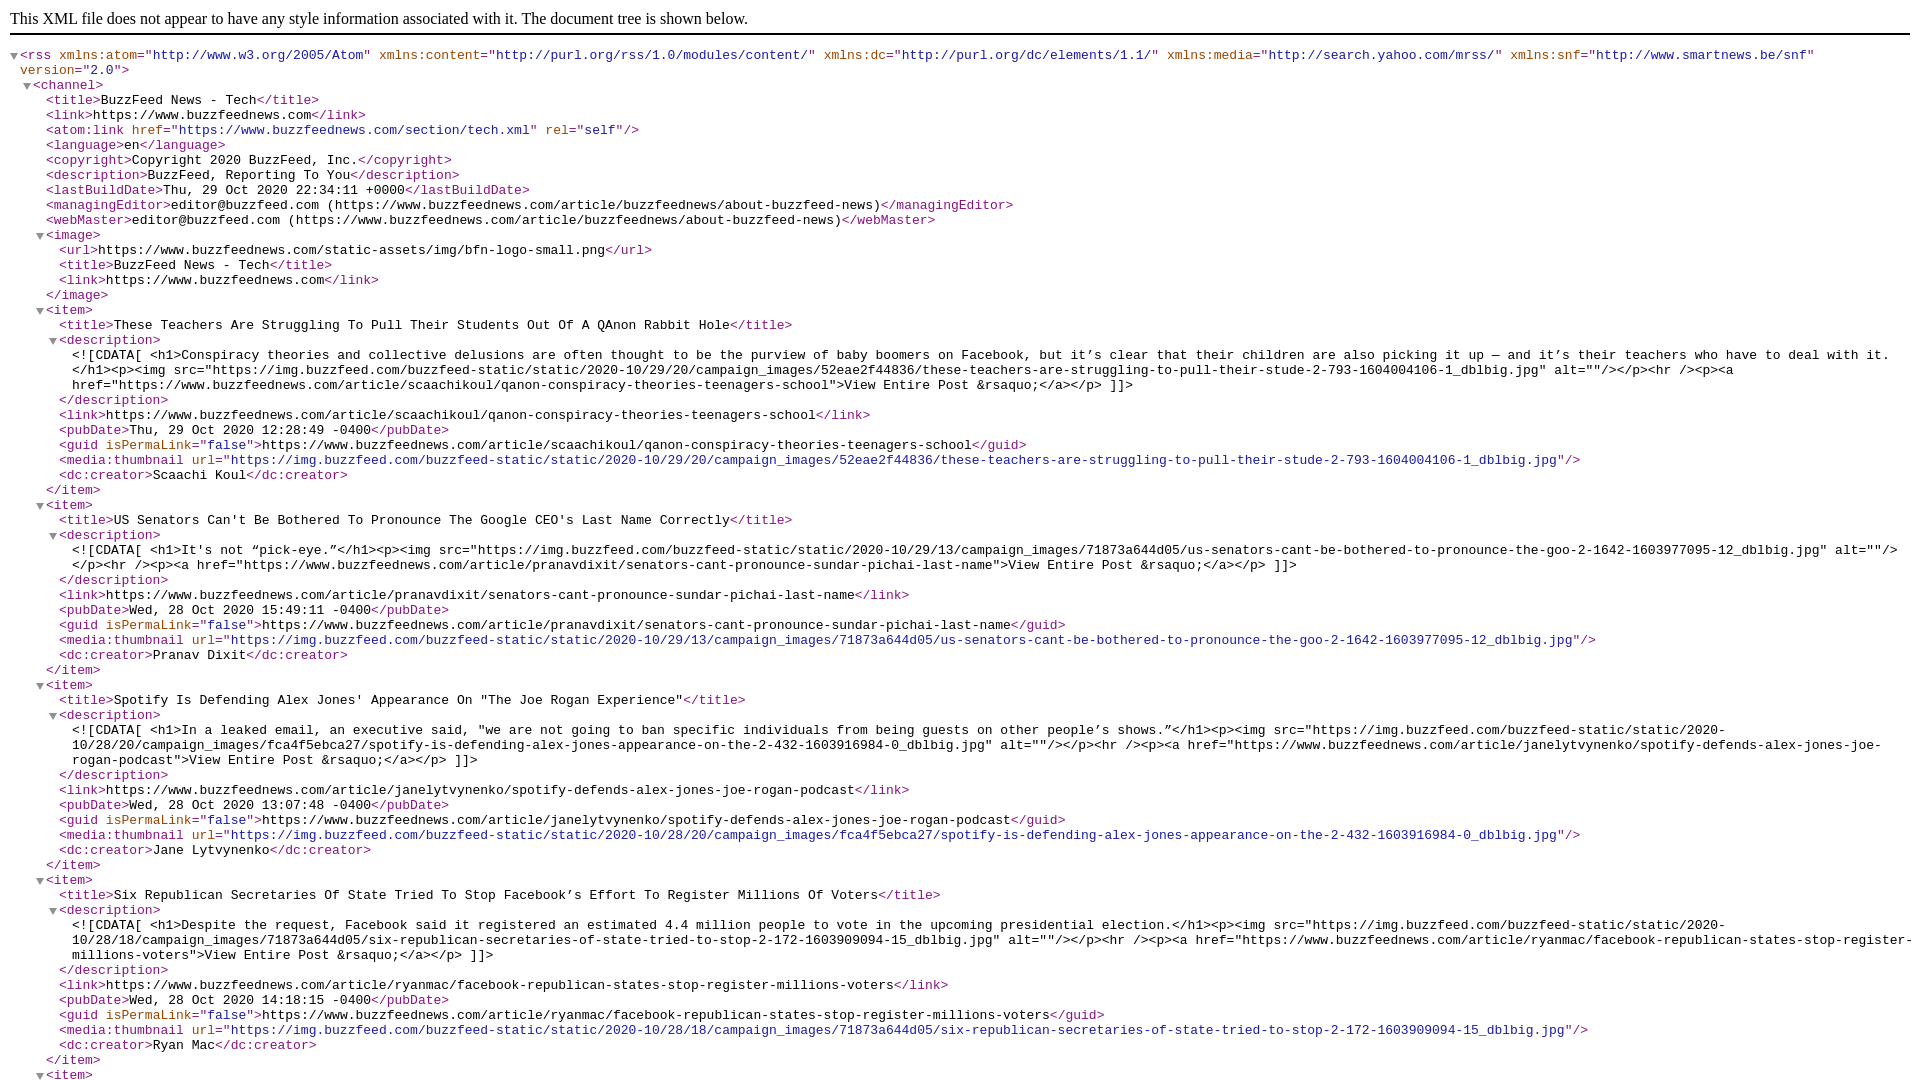 This XML file does not appear to have any style information associated with it. The document tree is shown below.
<rss xmlns:atom="http://www.w3.org/2005/Atom" xmlns:content="http://purl.org/rss/1.0/modules/content/" xmlns:dc="http://purl.org/dc/elements/1.1/" xmlns:media="http://search.yahoo.com/mrss/" xmlns:snf="http://www.smartnews.be/snf"
version="2.0">
<channel>
<title>BuzzFeed News - Tech</title>
<link>https://www.buzzfeednews.com</link>
<atom:link href="https://www.buzzfeednews.com/section/tech.xml" rel="self"/>
<language>en</language>
<copyright>Copyright 2020 BuzzFeed, Inc.</copyright>
<description>BuzzFeed, Reporting To You</description>
<lastBuildDate>Thu, 29 Oct 2020 22:34:11 +0000</lastBuildDate>
<managingEditor>editor@buzzfeed.com (https://www.buzzfeednews.com/article/buzzfeednews/about-buzzfeed-news)</managingEditor>
<webMaster>editor@buzzfeed.com (https://www.buzzfeednews.com/article/buzzfeednews/about-buzzfeed-news)</webMaster>
<image>
<url>https://www.buzzfeednews.com/static-assets/img/bfn-logo-small.png</url>
<title>BuzzFeed News - Tech</title>
<link>https://www.buzzfeednews.com</link>
</image>
<item>
<title>These Teachers Are Struggling To Pull Their Students Out Of A QAnon Rabbit Hole</title>
<description>
<![CDATA[ <h1>Conspiracy theories and collective delusions are often thought to be the purview of baby boomers on Facebook, but it’s clear that their children are also picking it up — and it’s their teachers who have to deal with it.
</h1><p><img src="https://img.buzzfeed.com/buzzfeed-static/static/2020-10/29/20/campaign_images/52eae2f44836/these-teachers-are-struggling-to-pull-their-stude-2-793-1604004106-1_dblbig.jpg" alt=""/></p><hr /><p><a
href="https://www.buzzfeednews.com/article/scaachikoul/qanon-conspiracy-theories-teenagers-school">View Entire Post &rsaquo;</a></p> ]]>
</description>
<link>https://www.buzzfeednews.com/article/scaachikoul/qanon-conspiracy-theories-teenagers-school</link>
<pubDate>Thu, 29 Oct 2020 12:28:49 -0400</pubDate>
<guid isPermaLink="false">https://www.buzzfeednews.com/article/scaachikoul/qanon-conspiracy-theories-teenagers-school</guid>
<media:thumbnail url="https://img.buzzfeed.com/buzzfeed-static/static/2020-10/29/20/campaign_images/52eae2f44836/these-teachers-are-struggling-to-pull-their-stude-2-793-1604004106-1_dblbig.jpg"/>
<dc:creator>Scaachi Koul</dc:creator>
</item>
<item>
<title>US Senators Can't Be Bothered To Pronounce The Google CEO's Last Name Correctly</title>
<description>
<![CDATA[ <h1>It's not “pick-eye.”</h1><p><img src="https://img.buzzfeed.com/buzzfeed-static/static/2020-10/29/13/campaign_images/71873a644d05/us-senators-cant-be-bothered-to-pronounce-the-goo-2-1642-1603977095-12_dblbig.jpg" alt=""/>
</p><hr /><p><a href="https://www.buzzfeednews.com/article/pranavdixit/senators-cant-pronounce-sundar-pichai-last-name">View Entire Post &rsaquo;</a></p> ]]>
</description>
<link>https://www.buzzfeednews.com/article/pranavdixit/senators-cant-pronounce-sundar-pichai-last-name</link>
<pubDate>Wed, 28 Oct 2020 15:49:11 -0400</pubDate>
<guid isPermaLink="false">https://www.buzzfeednews.com/article/pranavdixit/senators-cant-pronounce-sundar-pichai-last-name</guid>
<media:thumbnail url="https://img.buzzfeed.com/buzzfeed-static/static/2020-10/29/13/campaign_images/71873a644d05/us-senators-cant-be-bothered-to-pronounce-the-goo-2-1642-1603977095-12_dblbig.jpg"/>
<dc:creator>Pranav Dixit</dc:creator>
</item>
<item>
<title>Spotify Is Defending Alex Jones' Appearance On "The Joe Rogan Experience"</title>
<description>
<![CDATA[ <h1>In a leaked email, an executive said, "we are not going to ban specific individuals from being guests on other people’s shows.”</h1><p><img src="https://img.buzzfeed.com/buzzfeed-static/static/2020-
10/28/20/campaign_images/fca4f5ebca27/spotify-is-defending-alex-jones-appearance-on-the-2-432-1603916984-0_dblbig.jpg" alt=""/></p><hr /><p><a href="https://www.buzzfeednews.com/article/janelytvynenko/spotify-defends-alex-jones-joe-
rogan-podcast">View Entire Post &rsaquo;</a></p> ]]>
</description>
<link>https://www.buzzfeednews.com/article/janelytvynenko/spotify-defends-alex-jones-joe-rogan-podcast</link>
<pubDate>Wed, 28 Oct 2020 13:07:48 -0400</pubDate>
<guid isPermaLink="false">https://www.buzzfeednews.com/article/janelytvynenko/spotify-defends-alex-jones-joe-rogan-podcast</guid>
<media:thumbnail url="https://img.buzzfeed.com/buzzfeed-static/static/2020-10/28/20/campaign_images/fca4f5ebca27/spotify-is-defending-alex-jones-appearance-on-the-2-432-1603916984-0_dblbig.jpg"/>
<dc:creator>Jane Lytvynenko</dc:creator>
</item>
<item>
<title>Six Republican Secretaries Of State Tried To Stop Facebook’s Effort To Register Millions Of Voters</title>
<description>
<![CDATA[ <h1>Despite the request, Facebook said it registered an estimated 4.4 million people to vote in the upcoming presidential election.</h1><p><img src="https://img.buzzfeed.com/buzzfeed-static/static/2020-
10/28/18/campaign_images/71873a644d05/six-republican-secretaries-of-state-tried-to-stop-2-172-1603909094-15_dblbig.jpg" alt=""/></p><hr /><p><a href="https://www.buzzfeednews.com/article/ryanmac/facebook-republican-states-stop-register-
millions-voters">View Entire Post &rsaquo;</a></p> ]]>
</description>
<link>https://www.buzzfeednews.com/article/ryanmac/facebook-republican-states-stop-register-millions-voters</link>
<pubDate>Wed, 28 Oct 2020 14:18:15 -0400</pubDate>
<guid isPermaLink="false">https://www.buzzfeednews.com/article/ryanmac/facebook-republican-states-stop-register-millions-voters</guid>
<media:thumbnail url="https://img.buzzfeed.com/buzzfeed-static/static/2020-10/28/18/campaign_images/71873a644d05/six-republican-secretaries-of-state-tried-to-stop-2-172-1603909094-15_dblbig.jpg"/>
<dc:creator>Ryan Mac</dc:creator>
</item>
<item>